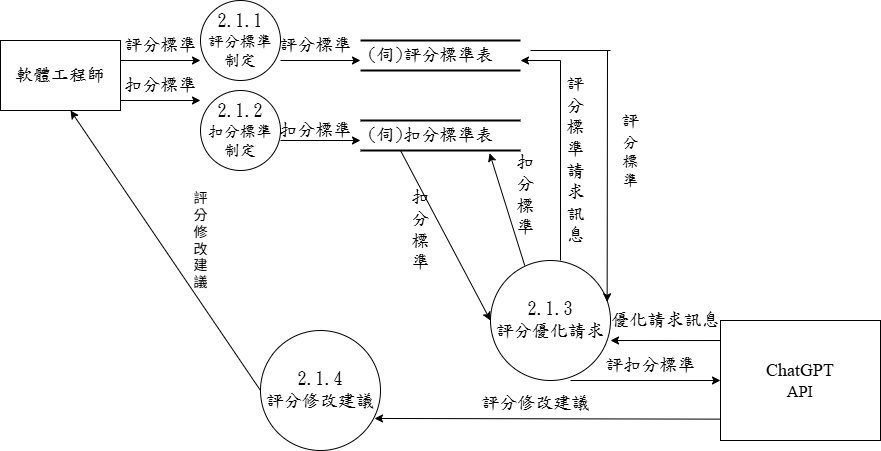 2.1.1
評分標準
制定
評分標準
評分標準
(伺)評分標準表
軟體工程師
扣分標準
2.1.2
扣分標準
制定
扣分標準
(伺)扣分標準表
評分標準請求訊息
評分標準
扣分標準
扣分標準
評分修改建議
2.1.3
評分優化請求
優化請求訊息
評扣分標準
ChatGPT
API
2.1.4
評分修改建議
評分修改建議